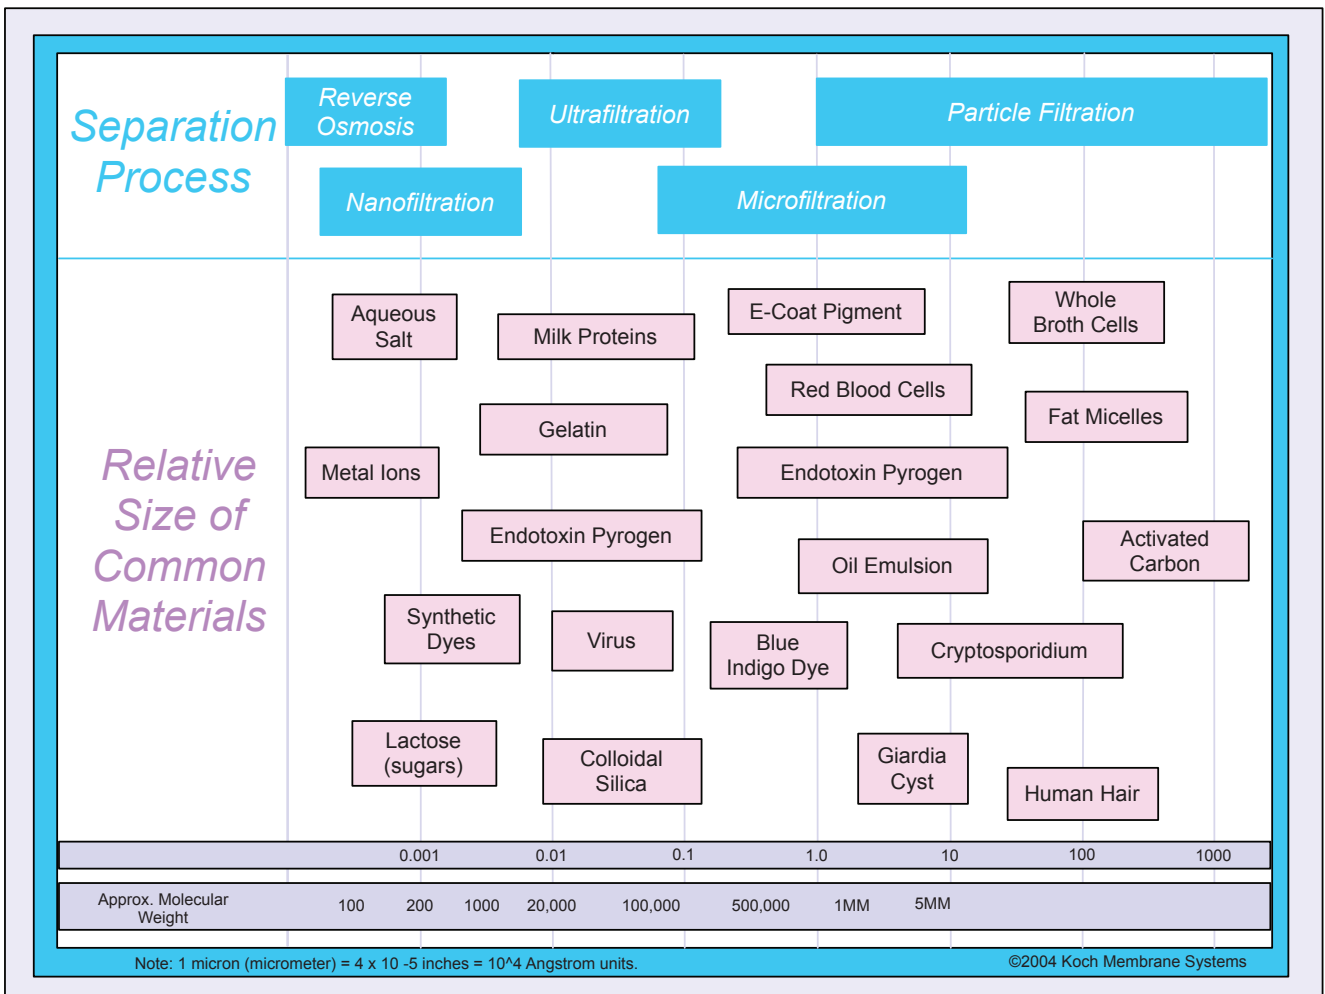 Separation
Process
Reverse
Osmosis
Ultrafiltration
Particle Filtration
Nanofiltration
Microfiltration
Relative
Size of
Common
Materials
Aqueous
Salt
Milk Proteins
E-Coat Pigment
Whole
Broth Cells
Red Blood Cells
Fat Micelles
Gelatin
Metal Ions
Endotoxin Pyrogen
Endotoxin Pyrogen
Activated
Carbon
Oil Emulsion
Synthetic
Dyes
Virus
Blue
Indigo Dye
Cryptosporidium
Lactose
(sugars)
Colloidal
Silica
Giardia
Cyst
Human Hair
0.001 0.01 0.1 1.0 10 100 1000
Approx. Molecular
Weight
100 200 1000 20,000 100,000 500,000 1MM 5MM
Note: 1 micron (micrometer) = 4 x 10 -5 inches = 10^4 Angstrom units.
©2004 Koch Membrane Systems